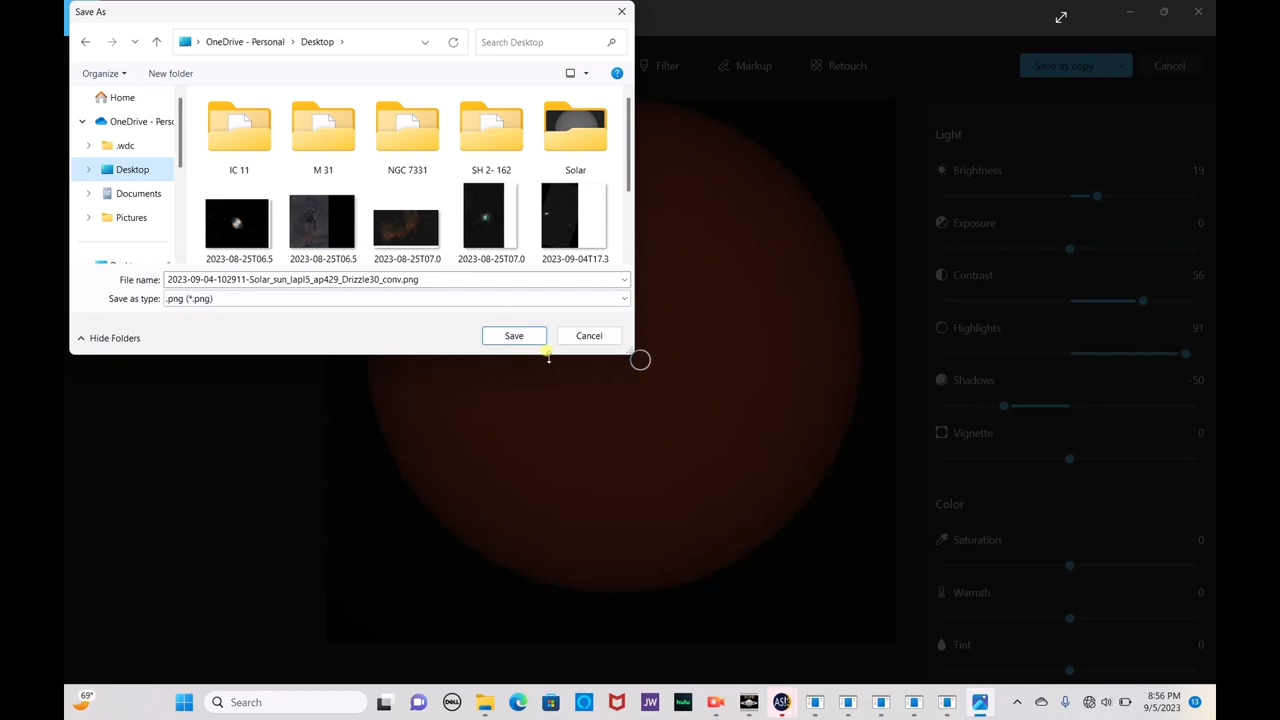 Save As
OneDrive - Personal > Desktop >
Search Desktop
Organize
New folder
Home
OneDrive - Perso
.wdc
Desktop
Documents
Pictures
IC 11
M 31
NGC 7331
SH 2- 162
Solar
2023-08-25T06.5
2023-08-25T06.5
2023-08-25T07.0
2023-08-25T07.0
2023-09-04T17.3
File name: 2023-09-04-102911-Solar_sun_lapl5_ap429_Drizzle30_conv.png
Save as type: .png (*.png)
Hide Folders
Save
Cancel
Filter
Markup
Retouch
Save as copy
Cancel
Light
Brightness 19
Exposure 0
Contrast 56
Highlights 91
Shadows -50
Vignette 0
Color
Saturation 0
Warmth 0
Tint 0
69°
Search
DELL
JW
hulu
8:56 PM
9/5/2023
13